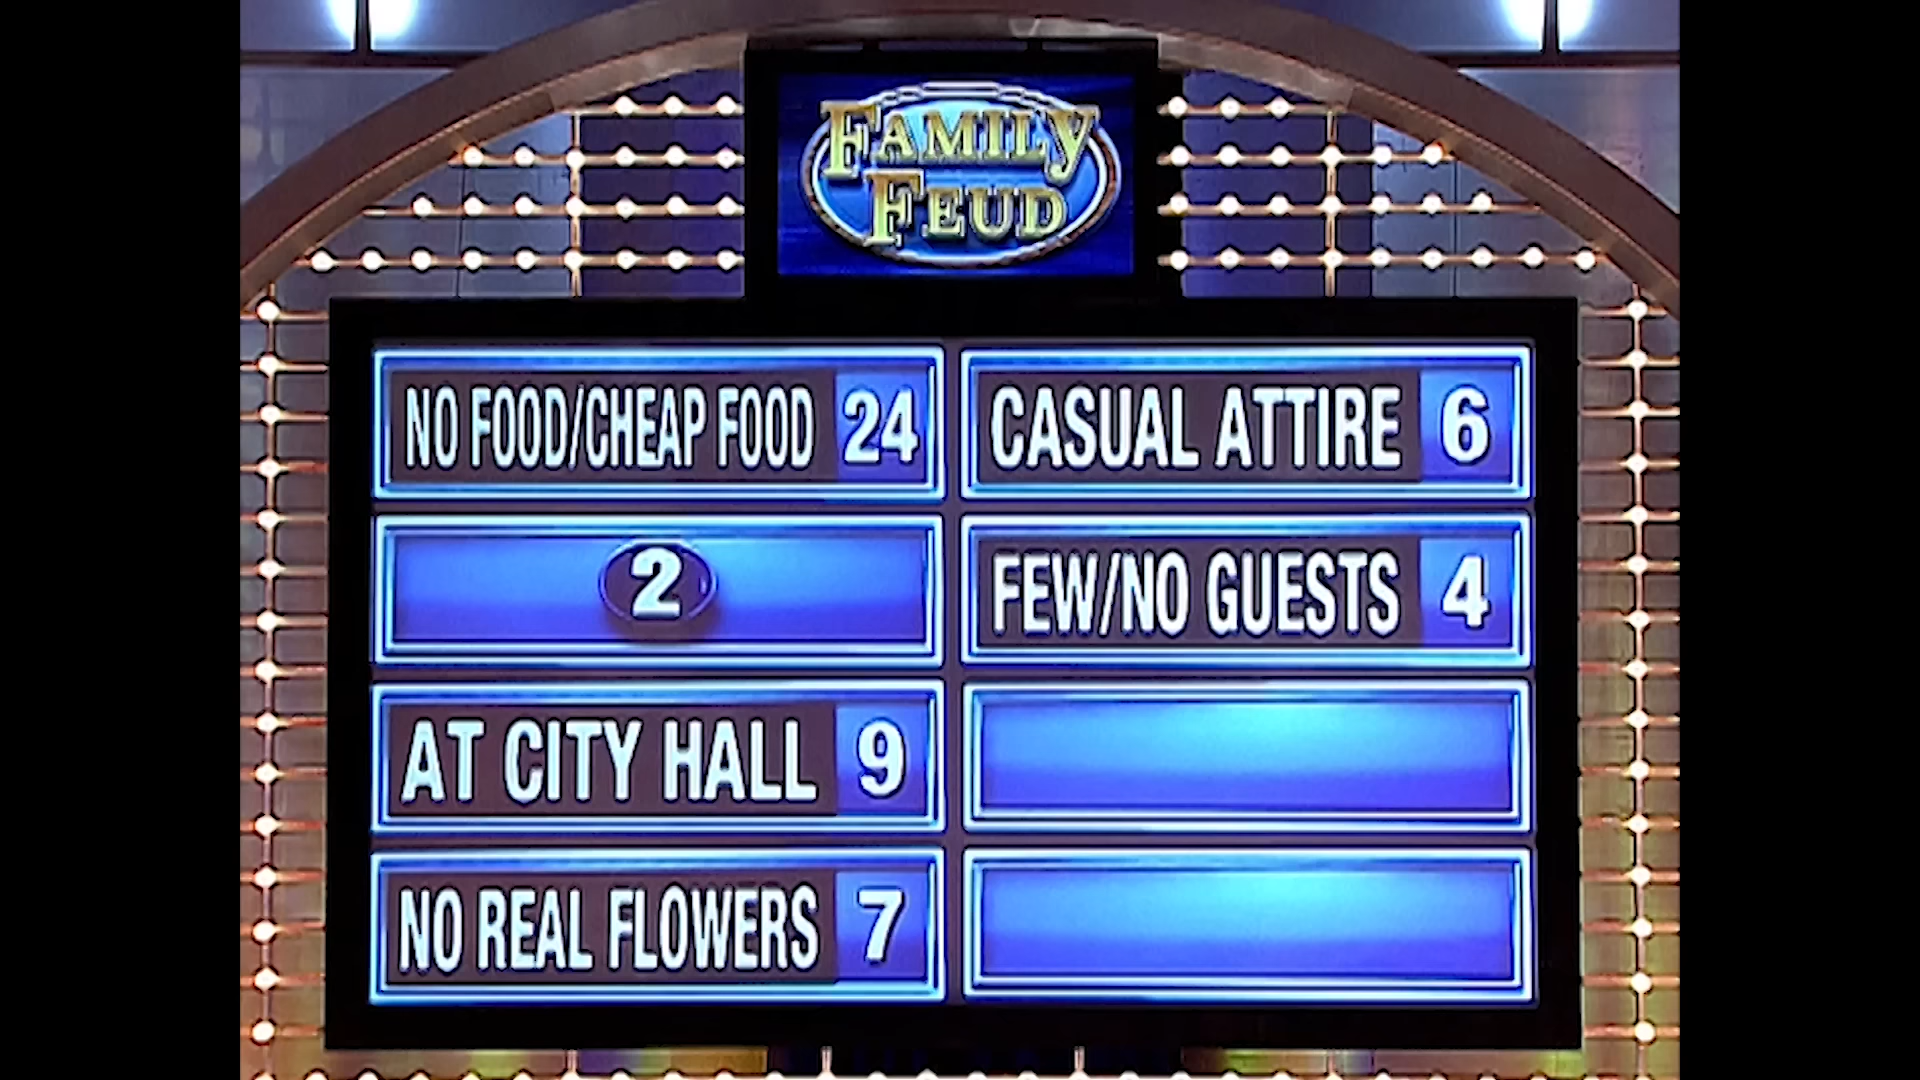 FAMILY
FEUD
NO FOOD/CHEAP FOOD 24
2
AT CITY HALL 9
NO REAL FLOWERS 7
CASUAL ATTIRE 6
FEW/NO GUESTS 4